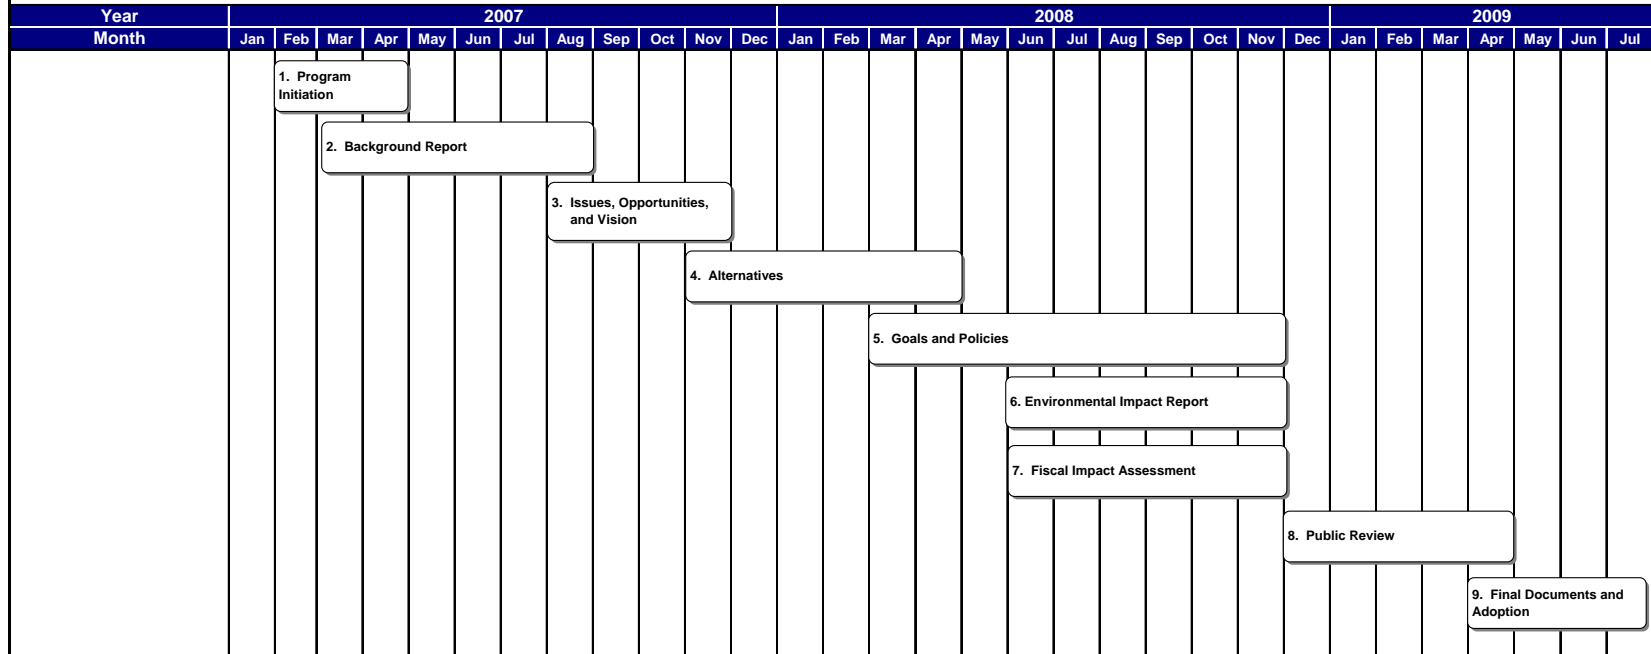 Year 2007 2008 2009
Month Jan Feb Mar Apr May Jun Jul Aug Sep Oct Nov Dec Jan Feb Mar Apr May Jun Jul Aug Sep Oct Nov Dec Jan Feb Mar Apr May Jun Jul
1. Program
Initiation
2. Background Report
3. Issues, Opportunities,
and Vision
4. Alternatives
5. Goals and Policies
6. Environmental Impact Report
7. Fiscal Impact Assessment
8. Public Review
9. Final Documents and
Adoption